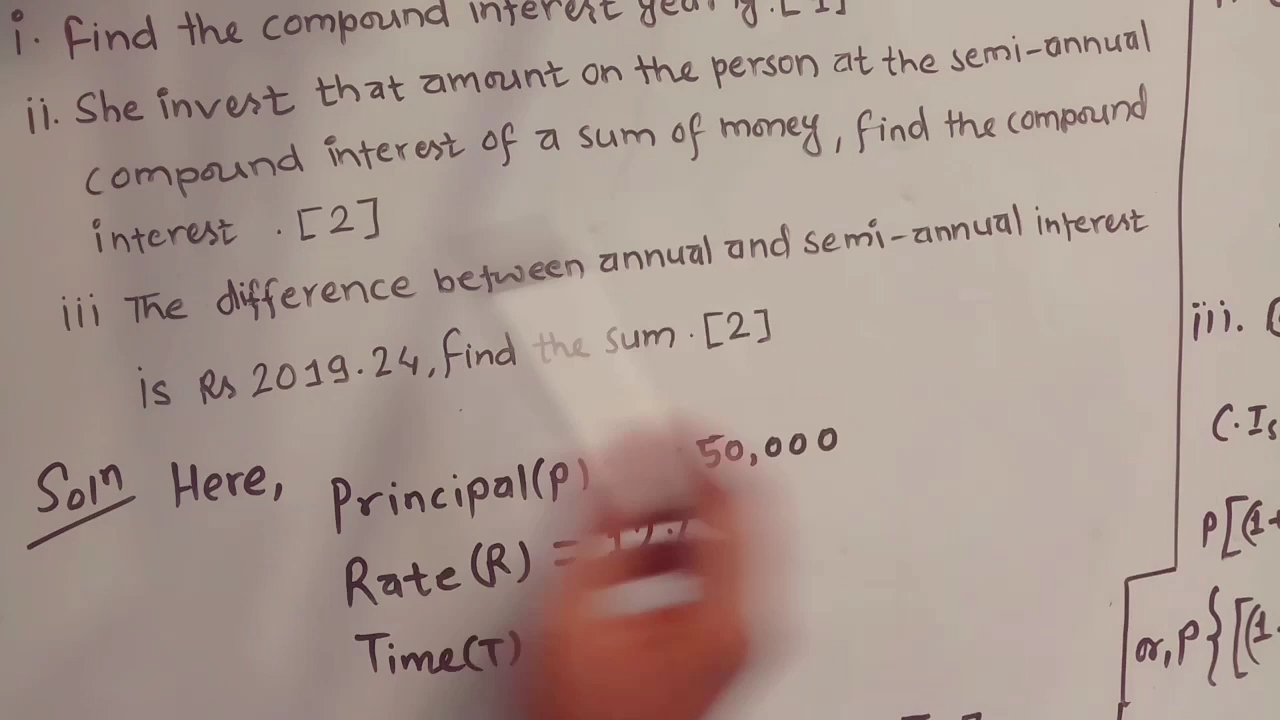 i. Find the compound interest yearly.[1]
ii. She invest that amount on the person at the semi-annual
compound interest of a sum of money, find the compound
interest. [2]
iii The difference between annual and semi-annual interest
is Rs 2019.24, find the sum. [2]
Soln Here, Principal(P) 50,000
Rate(R) =
Time(T)
iii.
C.Is
P[(1+
or, P{[(1